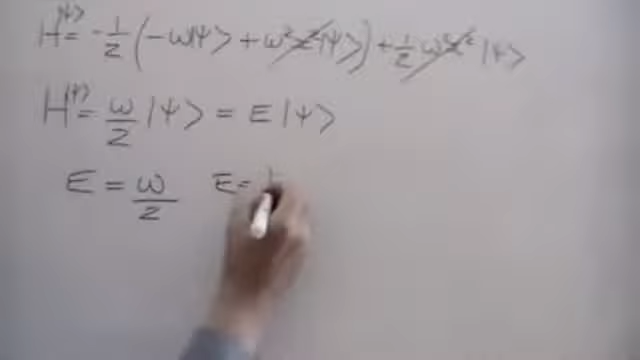 H|ψ> = -1/2 (-ω|ψ> + ω²x²|ψ>) + 1/2 ω²x² |ψ>
H|ψ> = ω/2 |ψ> = E |ψ>
E = ω/2 E =